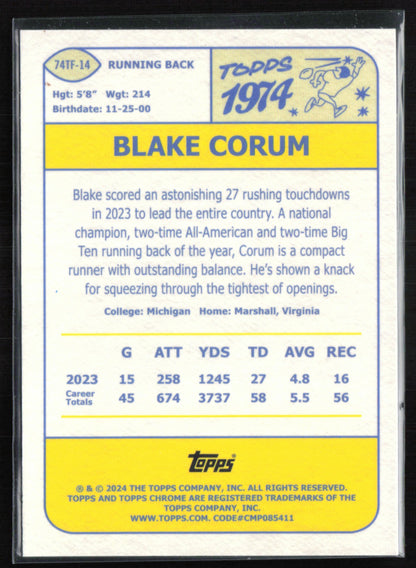 74TF-14 RUNNING BACK
Hgt: 5'8" Wgt: 214
Birthdate: 11-25-00
TOPPS
1974
BLAKE CORUM
Blake scored an astonishing 27 rushing touchdowns
in 2023 to lead the entire country. A national
champion, two-time All-American and two-time Big
Ten running back of the year, Corum is a compact
runner with outstanding balance. He's shown a knack
for squeezing through the tightest of openings.
College: Michigan Home: Marshall, Virginia
G ATT YDS TD AVG REC
2023 15 258 1245 27 4.8 16
Career
Totals 45 674 3737 58 5.5 56
TOPPS
® & © 2024 THE TOPPS COMPANY, INC. ALL RIGHTS RESERVED.
TOPPS AND TOPPS CHROME ARE REGISTERED TRADEMARKS OF THE
TOPPS COMPANY, INC.
WWW.TOPPS.COM. CODE#CMP085411